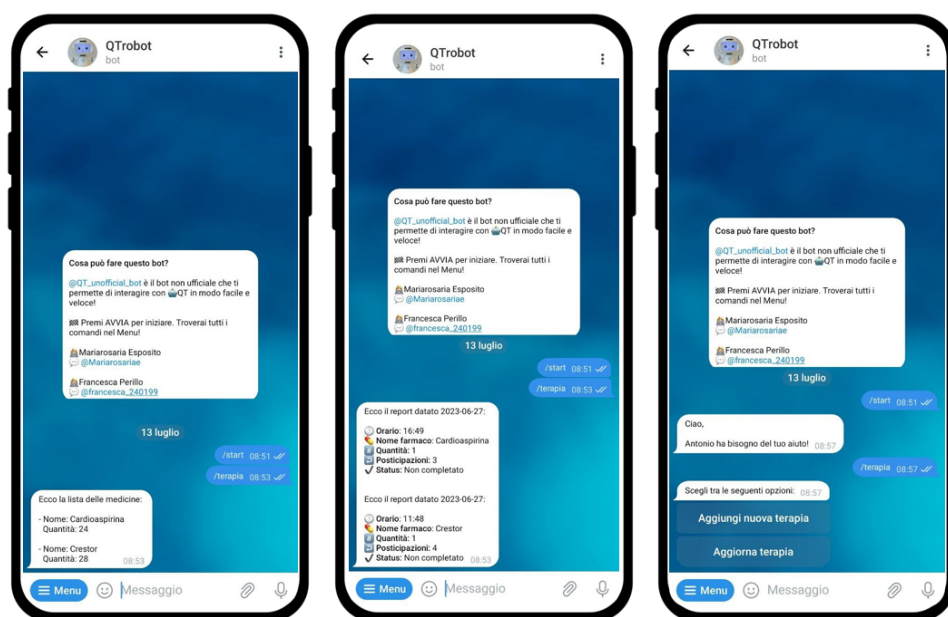 QTrobot
bot
Cosa può fare questo bot?
@QT_unofficial_bot è il bot non ufficiale che ti
permette di interagire con QT in modo facile e
veloce!
Premi AVVIA per iniziare. Troverai tutti i
comandi nel Menu!
Mariarosaria Esposito
@Mariarosariae
Francesca Perillo
@francesca_240199
13 luglio
/start 08:51
/terapia 08:53
Ecco la lista delle medicine:
- Nome: Cardioaspirina
Quantità: 24
- Nome: Crestor
Quantità: 28
08:53
Menu
Messaggio
QTrobot
bot
Cosa può fare questo bot?
@QT_unofficial_bot è il bot non ufficiale che ti
permette di interagire con QT in modo facile e
veloce!
Premi AVVIA per iniziare. Troverai tutti i
comandi nel Menu!
Mariarosaria Esposito
@Mariarosariae
Francesca Perillo
@francesca_240199
13 luglio
/start 08:51
/terapia 08:53
Ecco il report datato 2023-06-27:
Orario: 16:49
Nome farmaco: Cardioaspirina
Quantità: 1
Posticipazioni: 3
Status: Non completato
Ecco il report datato 2023-06-27:
Orario: 11:48
Nome farmaco: Crestor
Quantità: 1
Posticipazioni: 4
Status: Non completato 08:53
Menu
Messaggio
QTrobot
bot
Cosa può fare questo bot?
@QT_unofficial_bot è il bot non ufficiale che ti
permette di interagire con QT in modo facile e
veloce!
Premi AVVIA per iniziare. Troverai tutti i
comandi nel Menu!
Mariarosaria Esposito
@Mariarosariae
Francesca Perillo
@francesca_240199
13 luglio
/start 08:51
Ciao,
Antonio ha bisogno del tuo aiuto! 08:57
/terapia 08:57
Scegli tra le seguenti opzioni: 08:57
Aggiungi nuova terapia
Aggiorna terapia
Menu
Messaggio